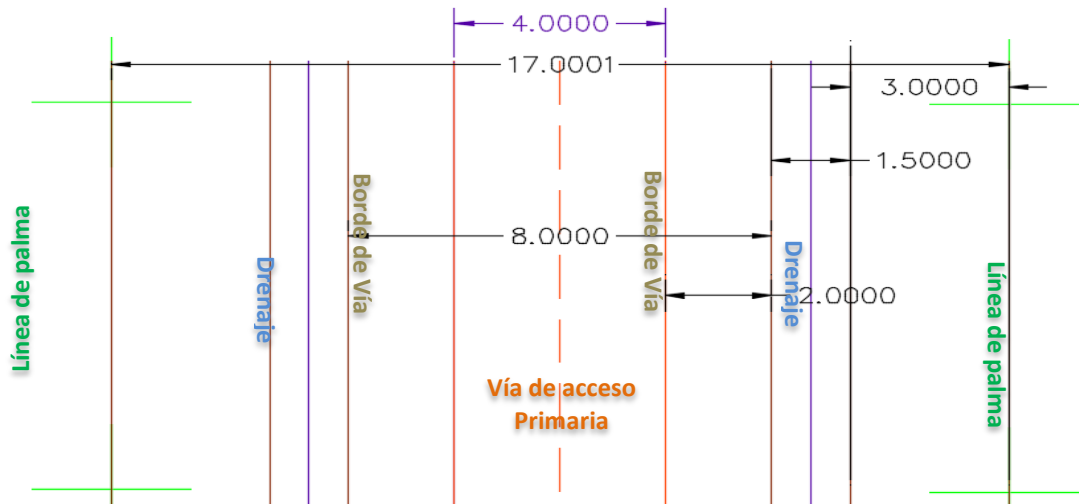 4.0000
17.0001
3.0000
1.5000
Línea de palma
Drenaje
Borde de Vía
8.0000
Borde de Vía
Drenaje
Línea de palma
2.0000
Vía de acceso
Primaria